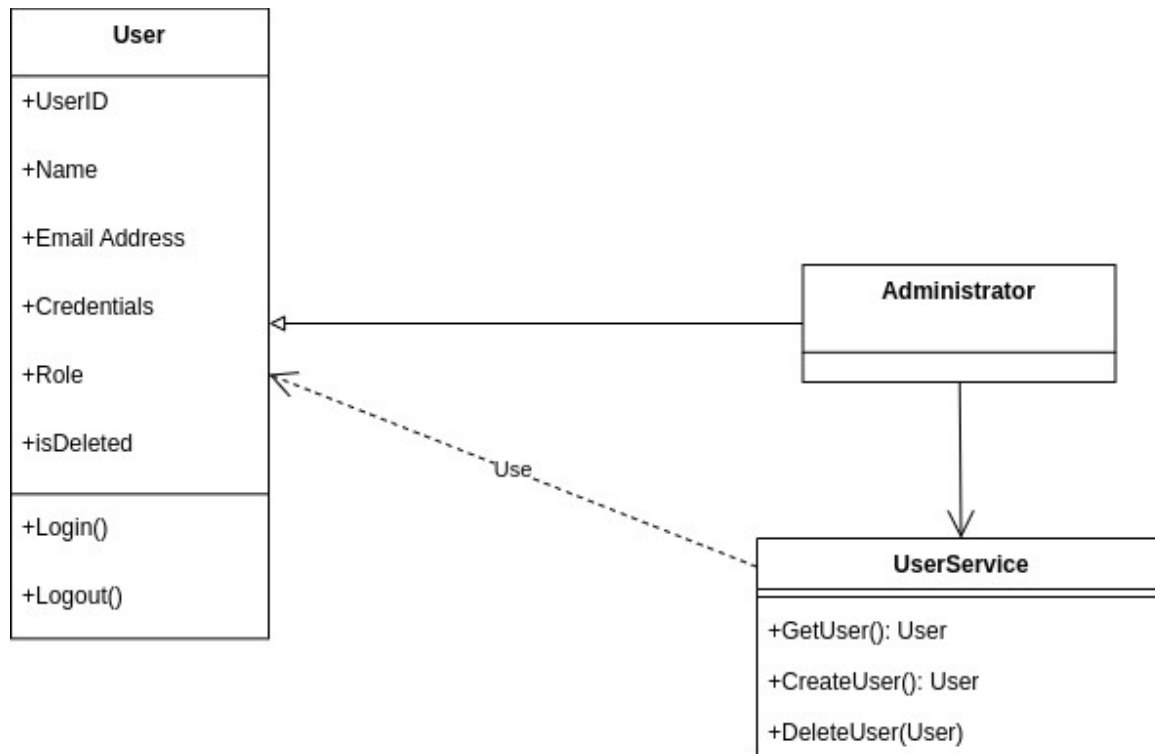 User
+UserID
+Name
+Email Address
+Credentials
+Role
+isDeleted
+Login()
+Logout()
Use
Administrator
UserService
+GetUser(): User
+CreateUser(): User
+DeleteUser(User)